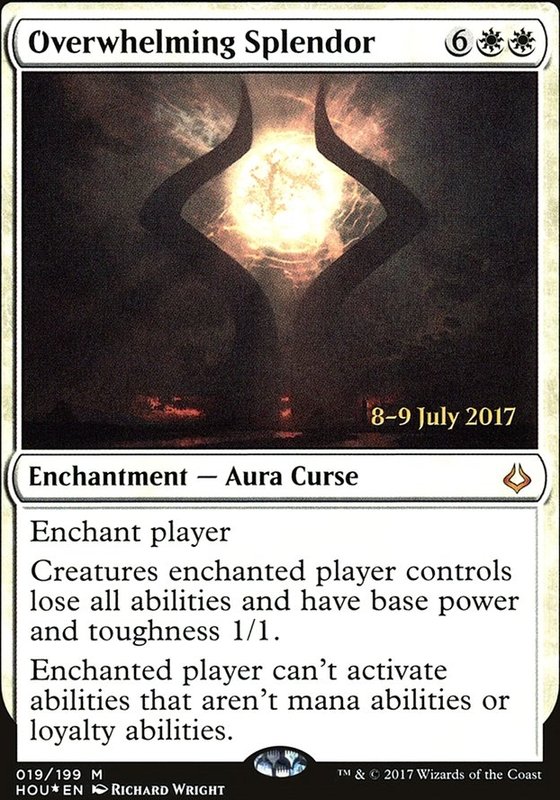 Overwhelming Splendor 6
8–9 July 2017
Enchantment — Aura Curse
Enchant player
Creatures enchanted player controls
lose all abilities and have base power
and toughness 1/1.
Enchanted player can't activate
abilities that aren't mana abilities or
loyalty abilities.
019/199 M
HOU★EN Richard Wright
™ & © 2017 Wizards of the Coast